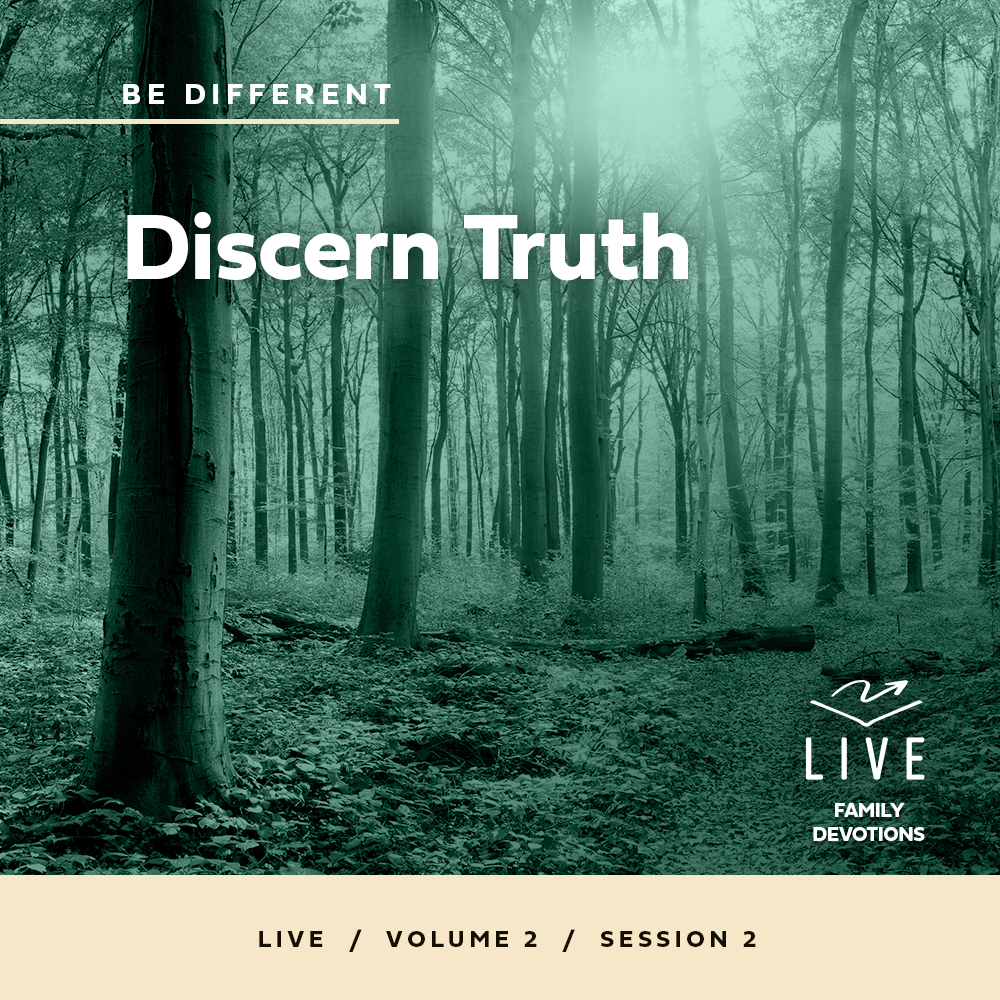 BE DIFFERENT
Discern Truth
LIVE
FAMILY
DEVOTIONS
LIVE / VOLUME 2 / SESSION 2